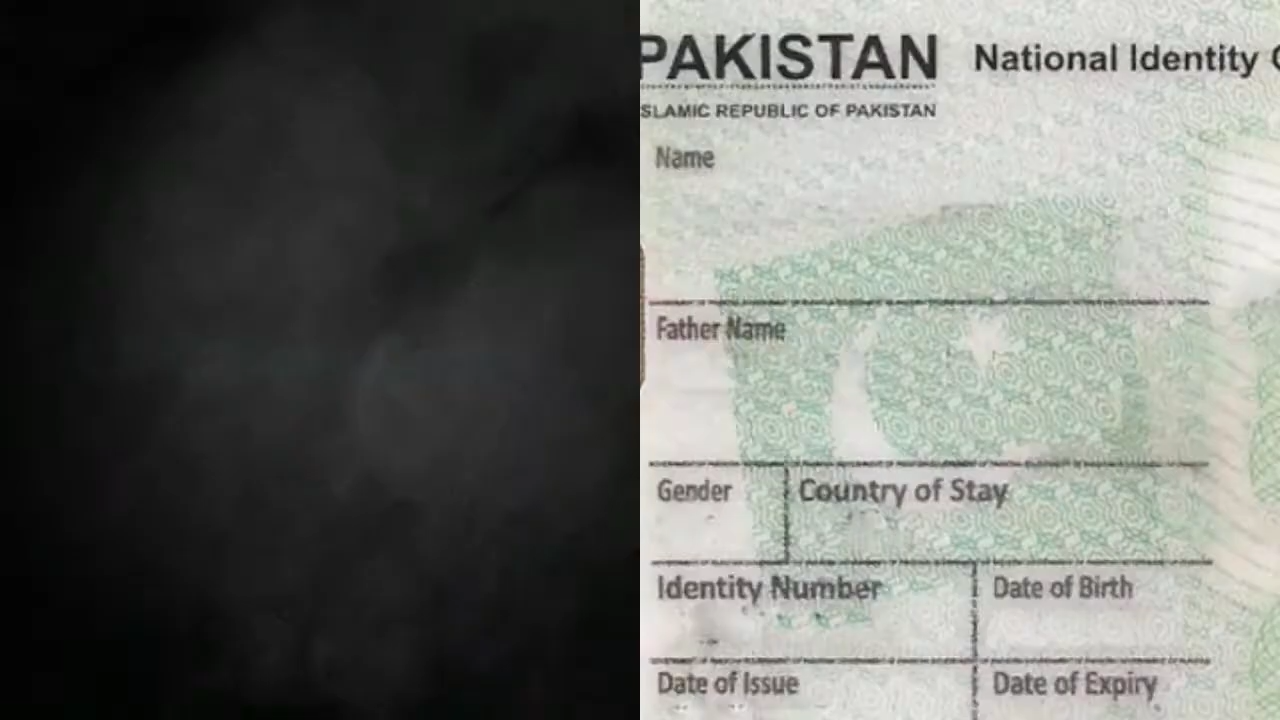 PAKISTAN National Identity
ISLAMIC REPUBLIC OF PAKISTAN
Name
Father Name
Gender Country of Stay
Identity Number Date of Birth
Date of Issue Date of Expiry